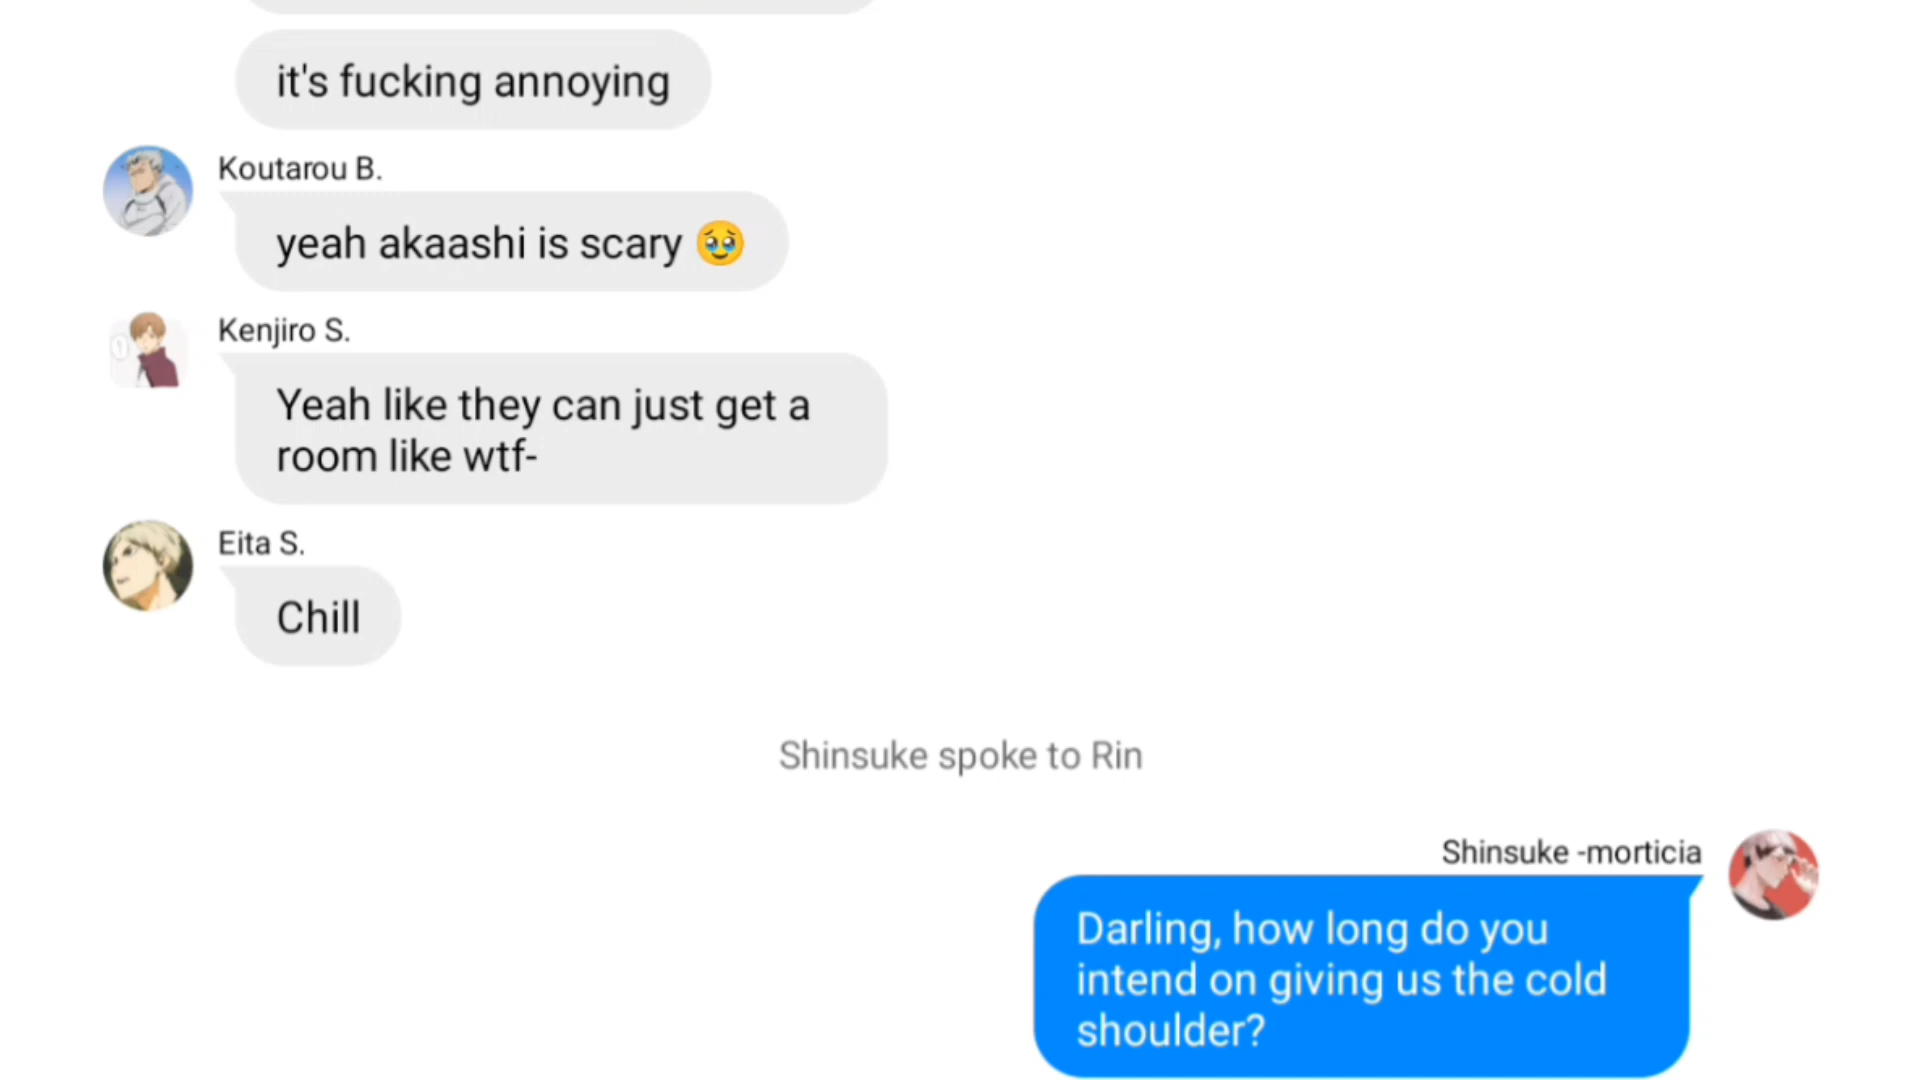 it's fucking annoying
Koutarou B.
yeah akaashi is scary 🥹
Kenjiro S.
Yeah like they can just get a
room like wtf-
Eita S.
Chill
Shinsuke spoke to Rin
Shinsuke -morticia
Darling, how long do you
intend on giving us the cold
shoulder?